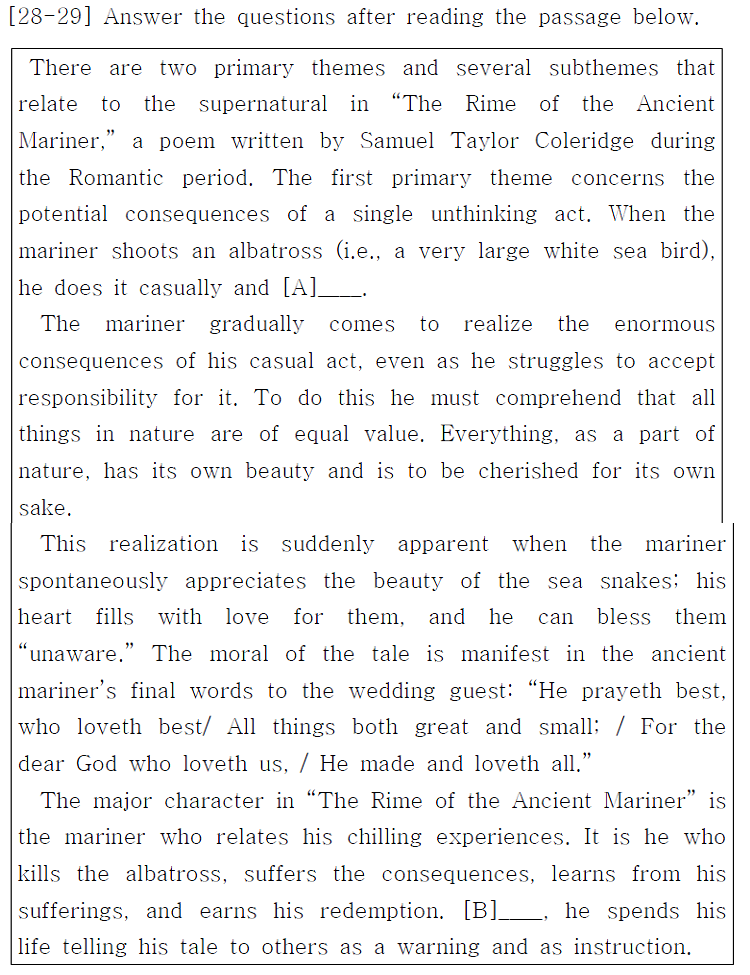 [28-29] Answer the questions after reading the passage below.
There are two primary themes and several subthemes that
relate to the supernatural in “The Rime of the Ancient
Mariner,” a poem written by Samuel Taylor Coleridge during
the Romantic period. The first primary theme concerns the
potential consequences of a single unthinking act. When the
mariner shoots an albatross (i.e., a very large white sea bird),
he does it casually and [A]____.
The mariner gradually comes to realize the enormous
consequences of his casual act, even as he struggles to accept
responsibility for it. To do this he must comprehend that all
things in nature are of equal value. Everything, as a part of
nature, has its own beauty and is to be cherished for its own
sake.
This realization is suddenly apparent when the mariner
spontaneously appreciates the beauty of the sea snakes; his
heart fills with love for them, and he can bless them
“unaware.” The moral of the tale is manifest in the ancient
mariner’s final words to the wedding guest: “He prayeth best,
who loveth best/ All things both great and small; / For the
dear God who loveth us, / He made and loveth all.”
The major character in “The Rime of the Ancient Mariner” is
the mariner who relates his chilling experiences. It is he who
kills the albatross, suffers the consequences, learns from his
sufferings, and earns his redemption. [B]____, he spends his
life telling his tale to others as a warning and as instruction.